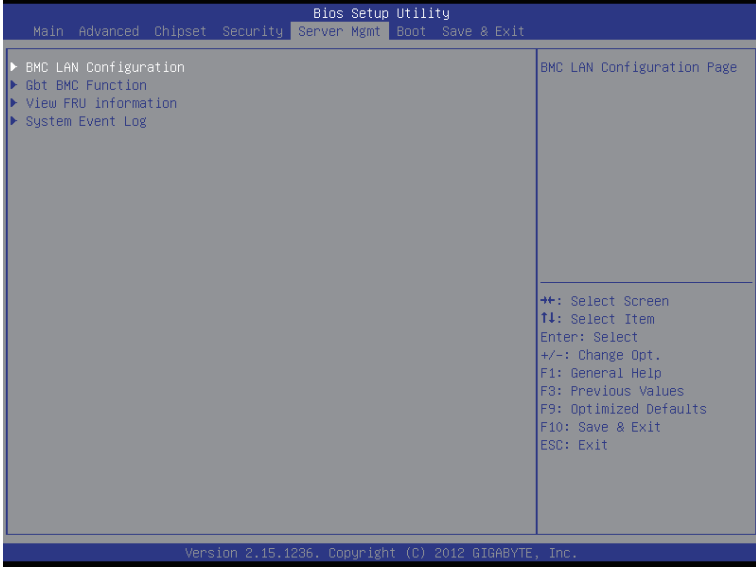 Bios Setup Utility
Main Advanced Chipset Security Server Mgmt Boot Save & Exit
▶ BMC LAN Configuration
▶ Gbt BMC Function
▶ View FRU information
▶ System Event Log
BMC LAN Configuration Page
→←: Select Screen
↑↓: Select Item
Enter: Select
+/-: Change Opt.
F1: General Help
F3: Previous Values
F9: Optimized Defaults
F10: Save & Exit
ESC: Exit
Version 2.15.1236. Copyright (C) 2012 GIGABYTE, Inc.